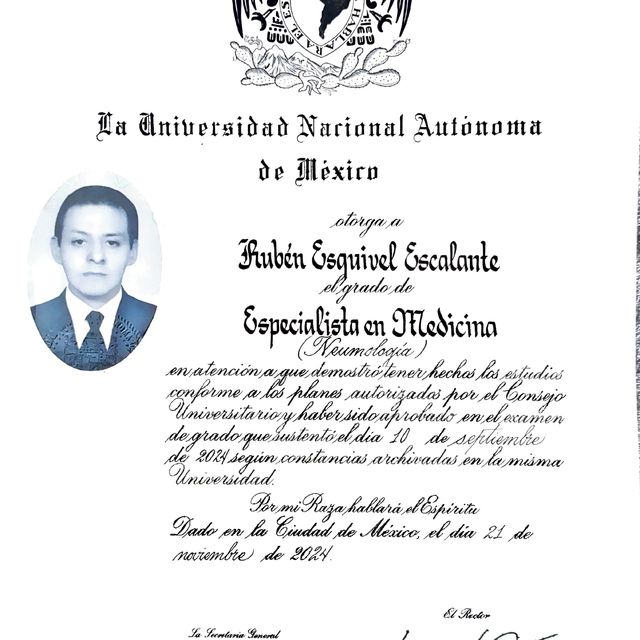 HABLARA EL ES
La Universidad Nacional Autónoma
de México
otorga a
Rubén Esquivel Escalante
el grado de
Especialista en Medicina
(Neumología)
en atención a que demostró tener hechos los estudios
conforme a los planes autorizados por el Consejo
Universitario y haber sido aprobado en el examen
de grado que sustentó el día 10 de septiembre
de 2024 según constancias archivadas en la misma
Universidad.
Por mi Raza hablará el Espíritu
Dado en la Ciudad de México, el día 21 de
noviembre de 2024.
El Rector
La Secretaria General